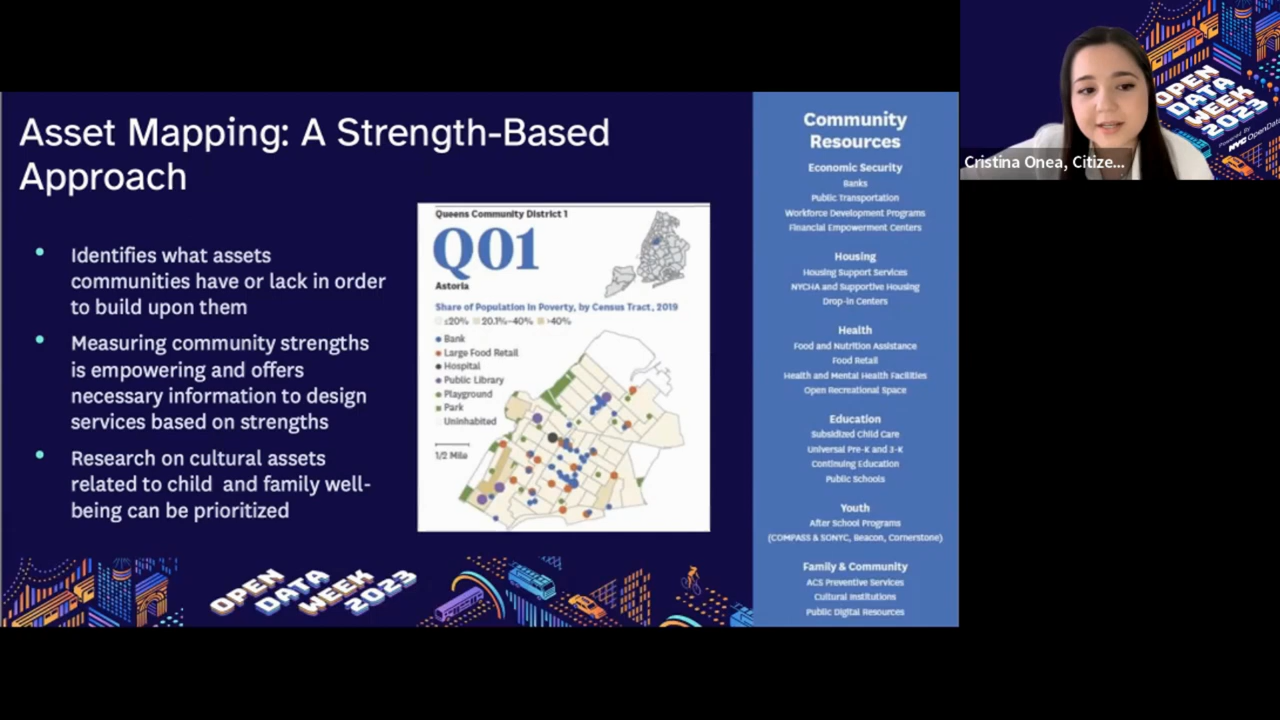 Asset Mapping: A Strength-Based
Approach
Identifies what assets
communities have or lack in order
to build upon them
Measuring community strengths
is empowering and offers
necessary information to design
services based on strengths
Research on cultural assets
related to child and family well-
being can be prioritized
Queens Community District 1
Q01
Astoria
Share of Population in Poverty, by Census Tract, 2019
≤20% 20.1%-40% >40%
Bank
Large Food Retail
Hospital
Public Library
Playground
Park
Uninhabited
1/2 Mile
Community
Resources
Economic Security
Banks
Public Transportation
Workforce Development Programs
Financial Empowerment Centers
Housing
Housing Support Services
NYCHA and Supportive Housing
Drop-in Centers
Health
Food and Nutrition Assistance
Food Retail
Health and Mental Health Facilities
Open Recreational Space
Education
Subsidized Child Care
Universal Pre-K and 3-K
Continuing Education
Public Schools
Youth
After School Programs
(COMPASS & SONYC, Beacon, Cornerstone)
Family & Community
ACS Preventive Services
Cultural Institutions
Public Digital Resources
OPEN
DATA
WEEK
2023
OPEN
DATA
WEEK
2023
Powered By
NYC OpenData
Cristina Onea, Citize...